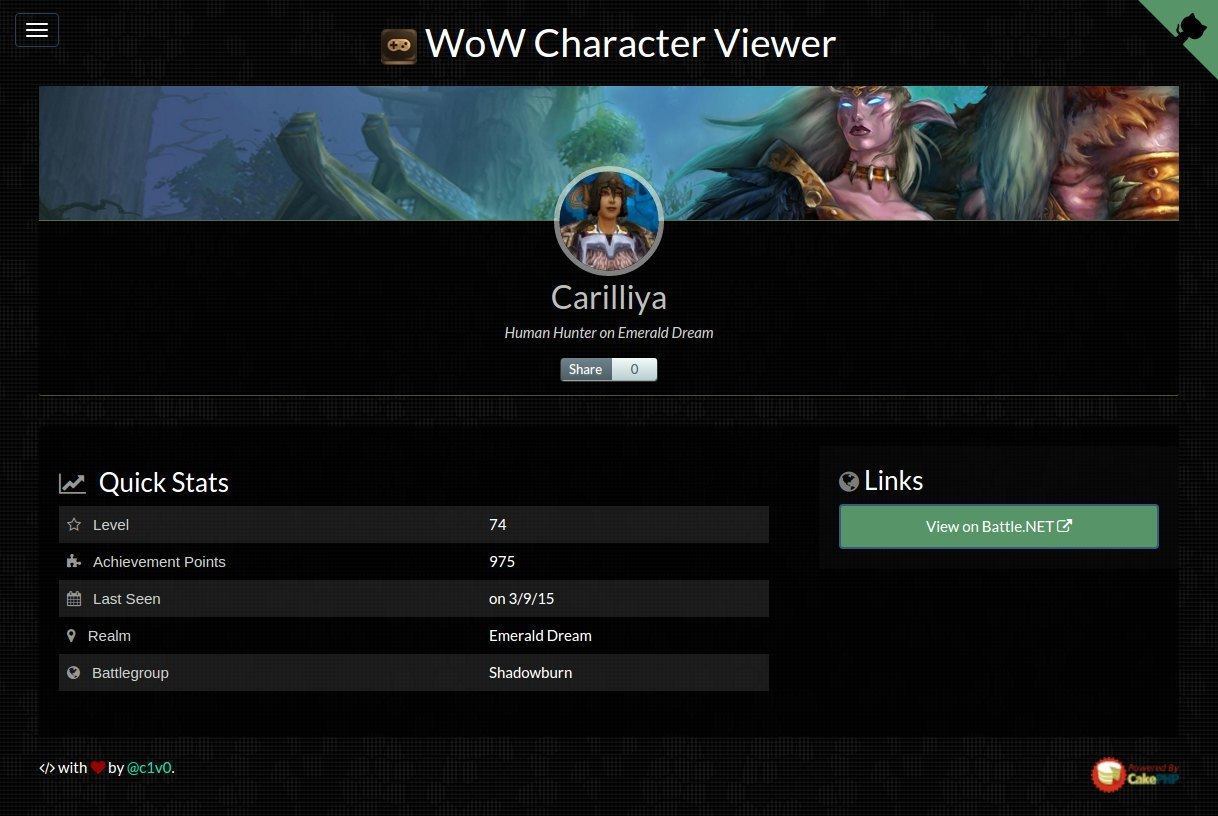 WoW Character Viewer
Carilliya
Human Hunter on Emerald Dream
Share 0
Quick Stats
Level 74
Achievement Points 975
Last Seen on 3/9/15
Realm Emerald Dream
Battlegroup Shadowburn
Links
View on Battle.NET
</> with by @c1v0.
Powered By
CakePHP